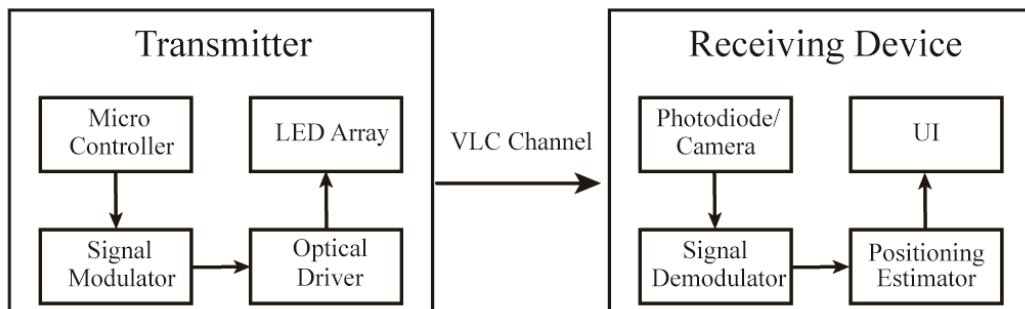 Transmitter
Micro
Controller
LED Array
Signal
Modulator
Optical
Driver
VLC Channel
Receiving Device
Photodiode/
Camera
UI
Signal
Demodulator
Positioning
Estimator